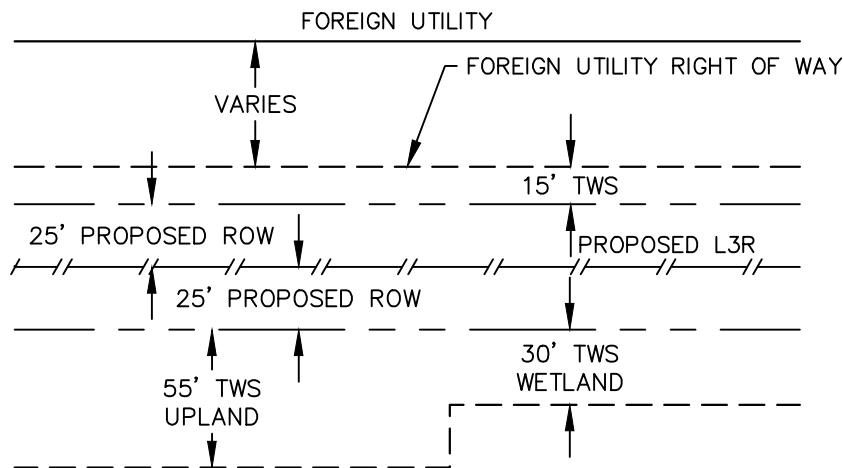 FOREIGN UTILITY
FOREIGN UTILITY RIGHT OF WAY
VARIES
15' TWS
25' PROPOSED ROW
PROPOSED L3R
25' PROPOSED ROW
30' TWS
WETLAND
55' TWS
UPLAND